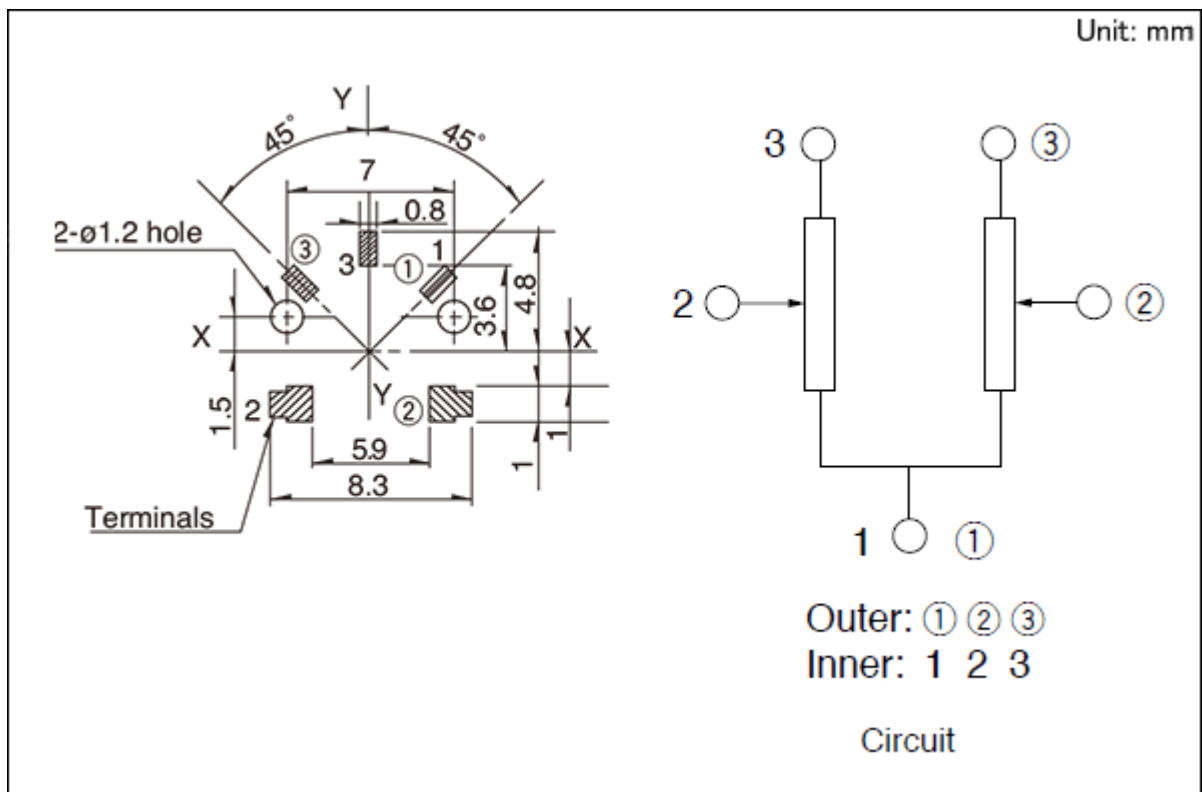 Unit: mm
Y
45°
45°
7
0.8
2-ø1.2 hole
③
3
①
1
3.6
4.8
X
X
Y
1.5
2
②
5.9
8.3
1
1
Terminals
3
③
2
②
1
①
Outer: ① ② ③
Inner: 1 2 3
Circuit